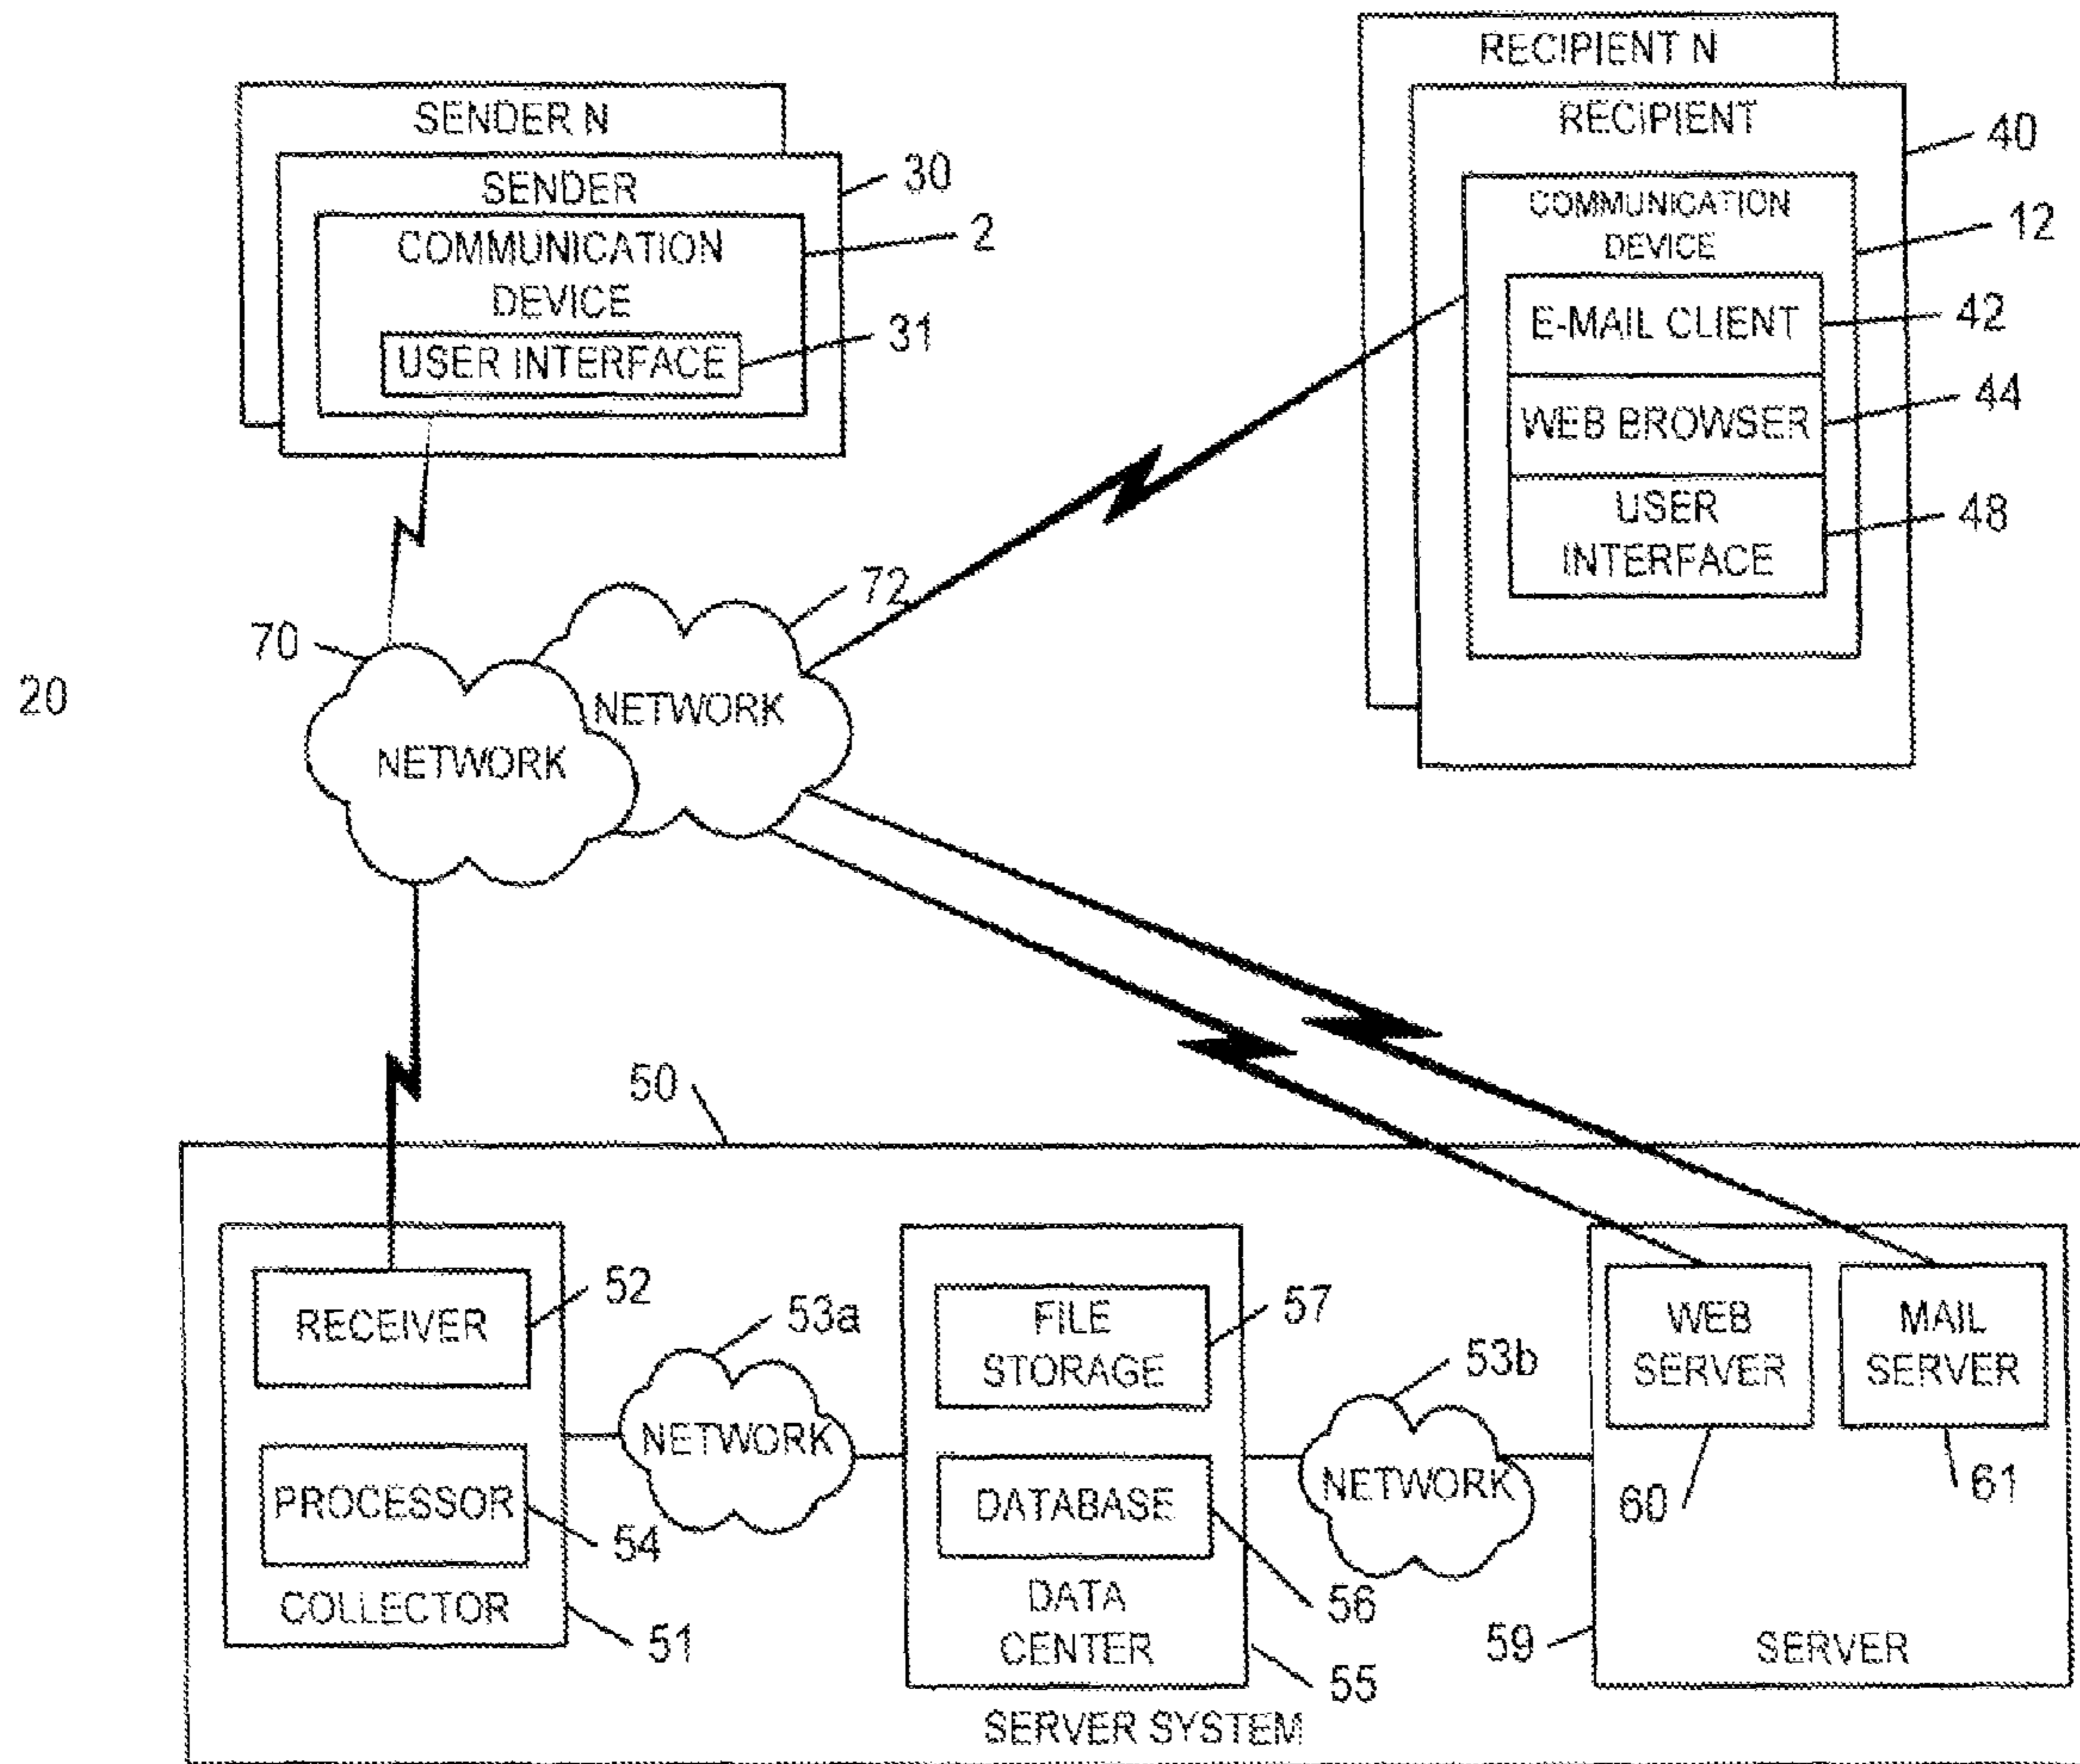 RECIPIENT N
SENDER N
RECIPIENT
40
SENDER
30
COMMUNICATION
DEVICE
2
COMMUNICATION
DEVICE
12
USER INTERFACE
31
E-MAIL CLIENT
42
WEB BROWSER
44
USER
INTERFACE
48
72
70
NETWORK
NETWORK
20
50
RECEIVER
52
53a
FILE
STORAGE
57
53b
WEB
SERVER
MAIL
SERVER
NETWORK
NETWORK
PROCESSOR
54
DATABASE
56
60
61
COLLECTOR
51
DATA
CENTER
55
59
SERVER
SERVER SYSTEM